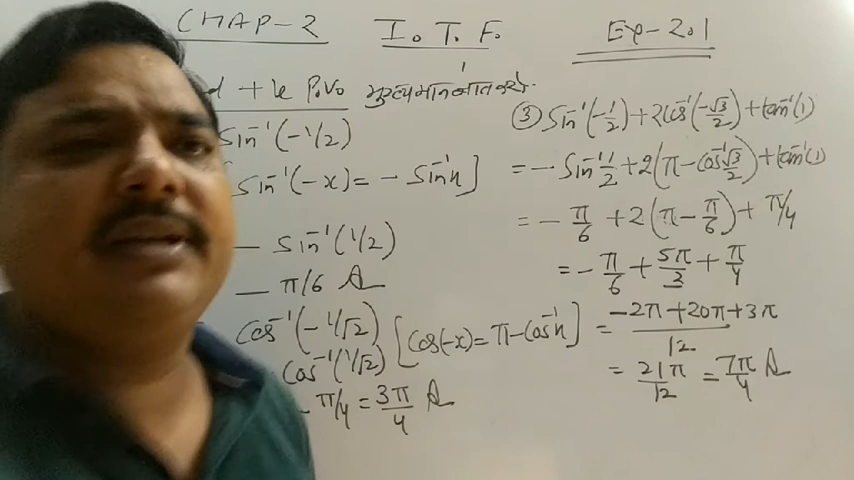 CHAP-2 I.T.F. Ex-2.1
d the P.V. मुख्य मान ज्ञात करो.
sin⁻¹(-1/2)
[sin⁻¹(-x) = - sin⁻¹x]
- sin⁻¹(1/2)
- π/6 A
cos⁻¹(-1/√2) [cos(-x) = π - cos⁻¹x]
cos⁻¹(1/√2)
- π/4 = 3π/4 A
③ sin⁻¹(-1/2) + 2cos⁻¹(-√3/2) + tan⁻¹(1)
= - sin⁻¹ 1/2 + 2(π - cos⁻¹ √3/2) + tan⁻¹(1)
= - π/6 + 2(π - π/6) + π/4
= - π/6 + 5π/3 + π/4
= -2π + 20π + 3π / 12
= 21π/12 = 7π/4 A